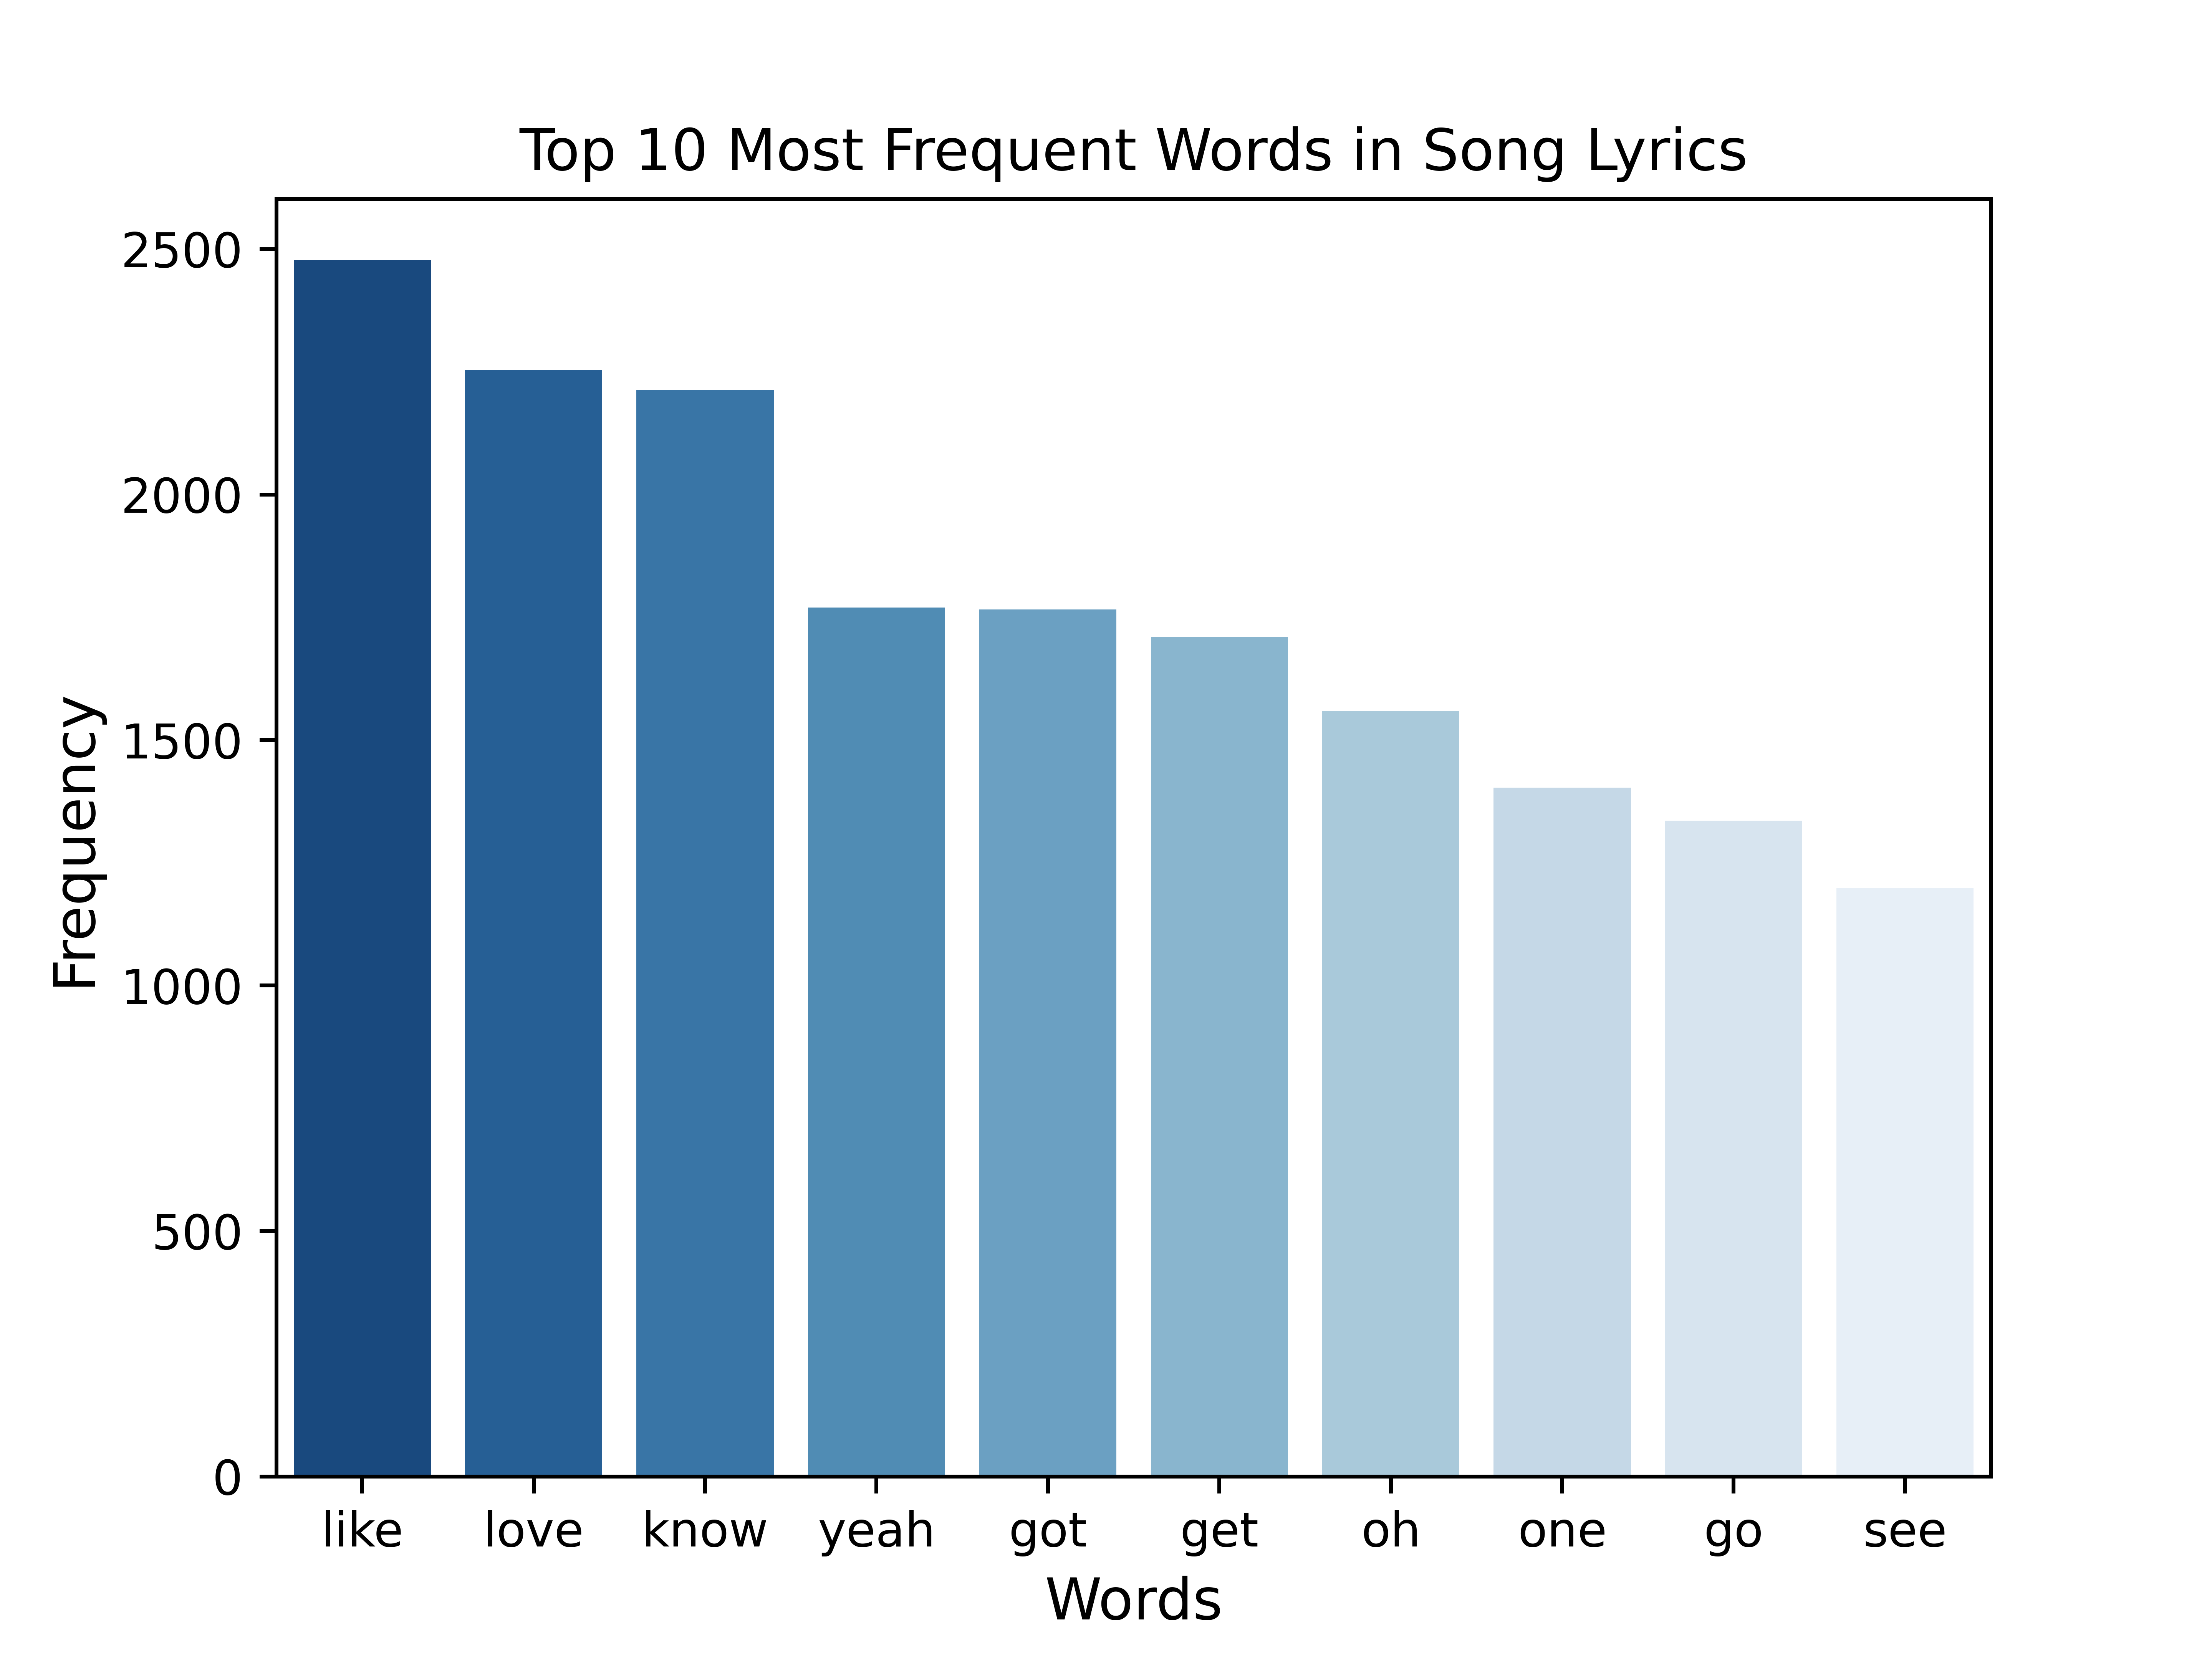 Top 10 Most Frequent Words in Song Lyrics
2500
2000
1500
1000
500
0
Frequency
like love know yeah got get oh one go see
Words